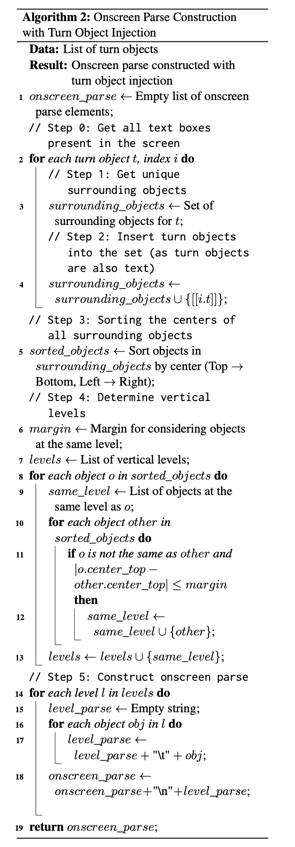 Algorithm 2: Onscreen Parse Construction
with Turn Object Injection
Data: List of turn objects
Result: Onscreen parse constructed with
turn object injection
1 onscreen_parse ← Empty list of onscreen
parse elements;
// Step 0: Get all text boxes
present in the screen
2 for each turn object t, index i do
// Step 1: Get unique
surrounding objects
3 surrounding_objects ← Set of
surrounding objects for t;
// Step 2: Insert turn objects
into the set (as turn objects
are also text)
4 surrounding_objects ←
surrounding_objects ∪ {[[i.t]]};
// Step 3: Sorting the centers of
all surrounding objects
5 sorted_objects ← Sort objects in
surrounding_objects by center (Top →
Bottom, Left → Right);
// Step 4: Determine vertical
levels
6 margin ← Margin for considering objects
at the same level;
7 levels ← List of vertical levels;
8 for each object o in sorted_objects do
9 same_level ← List of objects at the
same level as o;
10 for each object other in
sorted_objects do
11 if o is not the same as other and
|o.center_top −
other.center_top| ≤ margin
then
12 same_level ←
same_level ∪ {other};
13 levels ← levels ∪ {same_level};
// Step 5: Construct onscreen parse
14 for each level l in levels do
15 level_parse ← Empty string;
16 for each object obj in l do
17 level_parse ←
level_parse + "\t" + obj;
18 onscreen_parse ←
onscreen_parse+"\n"+level_parse;
19 return onscreen_parse;